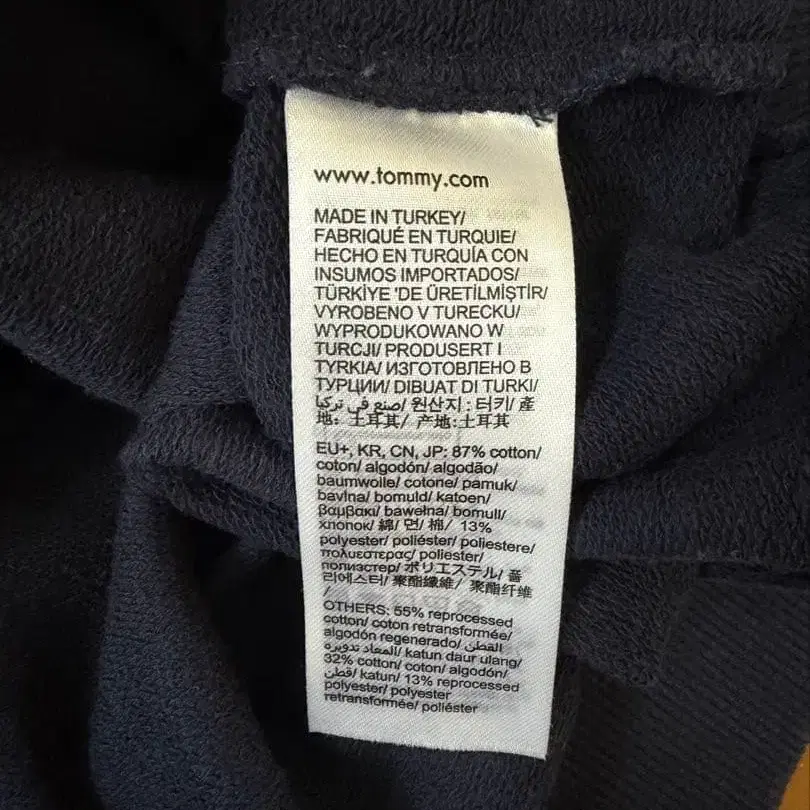 www.tommy.com
MADE IN TURKEY/
FABRIQUÉ EN TURQUIE/
HECHO EN TURQUÍA CON
INSUMOS IMPORTADOS/
TÜRKİYE 'DE ÜRETİLMİŞTİR/
VYROBENO V TURECKU/
WYPRODUKOWANO W
TURCJI/ PRODUSERT I
TYRKIA/ ИЗГОТОВЛЕНО В
ТУРЦИИ/ DIBUAT DI TURKI/
صنع في تركيا/ 원산지 : 터키/ 產
地: 土耳其/ 产地:土耳其
EU+, KR, CN, JP: 87% cotton/
coton/ algodón/ algodão/
baumwolle/ cotone/ pamuk/
bavlna/ bomuld/ katoen/
βαμβακι/ bawełna/ bomull/
хлопок/ 綿/ 면/ 棉/ 13%
polyester/ poliéster/ poliestere/
πολυεστερας/ poliester/
полиэстер/ ポリエステル/ 폴
리에스터/ 聚酯纖維/ 聚酯纤维
/
OTHERS: 55% reprocessed
cotton/ coton retransformée/
algodón regenerado/ القطن
المعاد تدويره/ katun daur ulang/
32% cotton/ coton/ algodón/
قطن/ katun/ 13% reprocessed
polyester/ polyester
retransformée/ poliéster